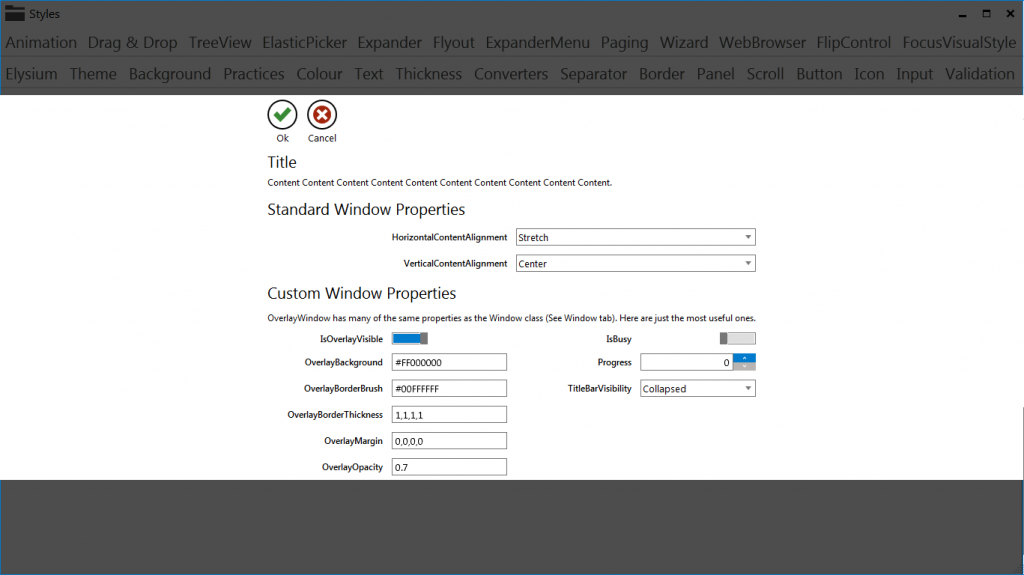 Styles
Animation Drag & Drop TreeView ElasticPicker Expander Flyout ExpanderMenu Paging Wizard WebBrowser FlipControl FocusVisualStyle
Elysium Theme Background Practices Colour Text Thickness Converters Separator Border Panel Scroll Button Icon Input Validation
Ok Cancel
Title
Content Content Content Content Content Content Content Content Content Content.
Standard Window Properties
HorizontalContentAlignment Stretch
VerticalContentAlignment Center
Custom Window Properties
OverlayWindow has many of the same properties as the Window class (See Window tab). Here are just the most useful ones.
IsOverlayVisible IsBusy
OverlayBackground #FF000000 Progress 0
OverlayBorderBrush #00FFFFFF TitleBarVisibility Collapsed
OverlayBorderThickness 1,1,1,1
OverlayMargin 0,0,0,0
OverlayOpacity 0.7